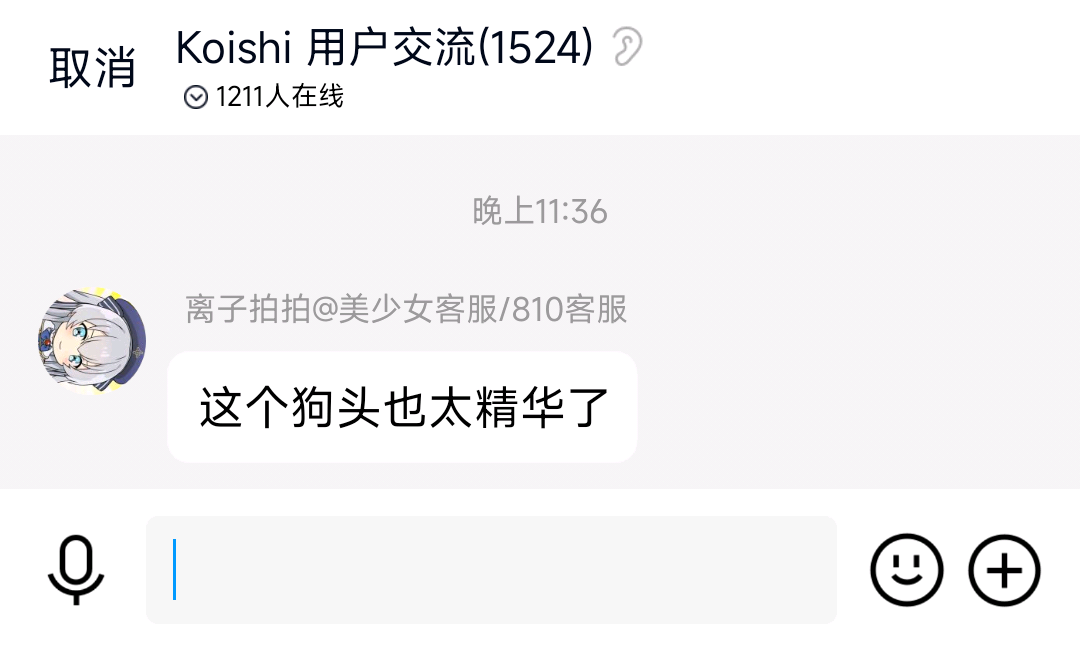 取消
Koishi 用户交流(1524)
1211人在线
晚上11:36
离子拍拍@美少女客服/810客服
这个狗头也太精华了